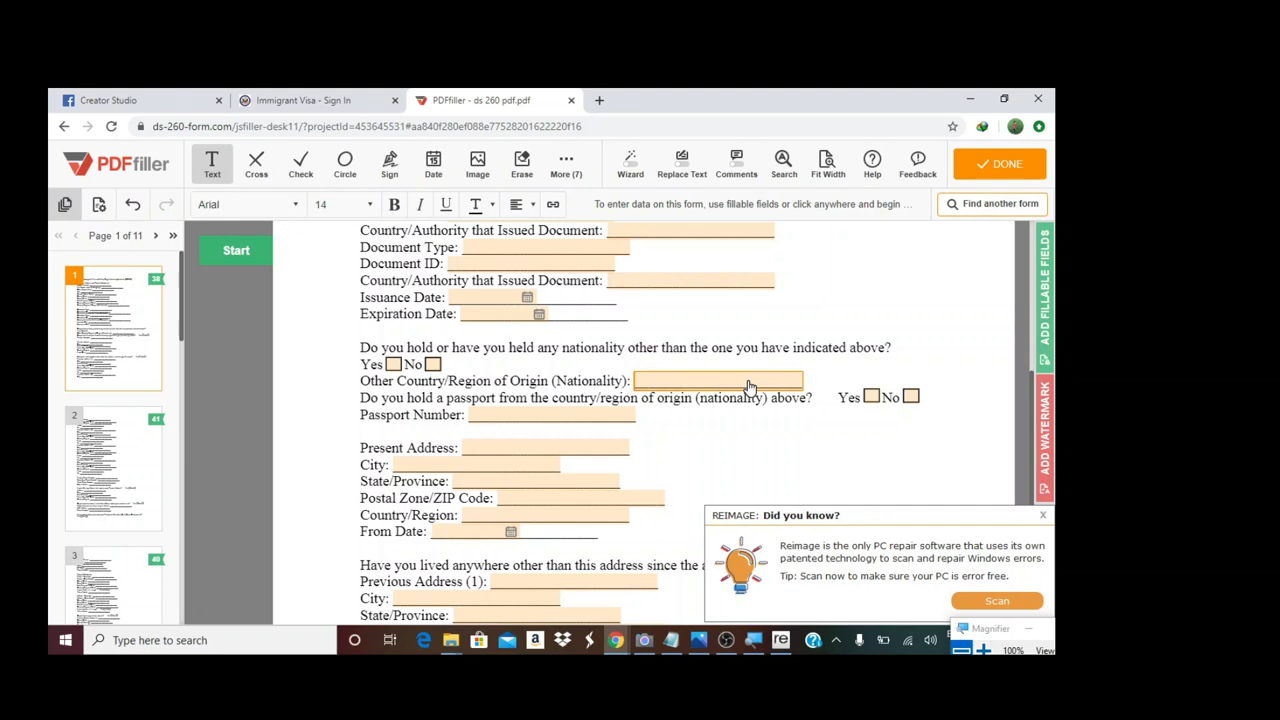 Creator Studio
Immigrant Visa - Sign In
PDFfiller - ds 260 pdf.pdf
ds-260-form.com/jsfiller-desk11/?projectId=453645531#aa840f280ef088e77528201622220f16
PDFfiller
Text
Cross
Check
Circle
Sign
Date
Image
Erase
More (7)
Wizard
Replace Text
Comments
Search
Fit Width
Help
Feedback
DONE
Arial
14
B I U T
To enter data on this form, use fillable fields or click anywhere and begin ...
Find another form
Page 1 of 11
Start
1
38
2
41
3
40
Country/Authority that Issued Document:
Document Type:
Document ID:
Country/Authority that Issued Document:
Issuance Date:
Expiration Date:
Do you hold or have you held any nationality other than the one you have indicated above?
Yes No
Other Country/Region of Origin (Nationality):
Do you hold a passport from the country/region of origin (nationality) above? Yes No
Passport Number:
Present Address:
City:
State/Province:
Postal Zone/ZIP Code:
Country/Region:
From Date:
Have you lived anywhere other than this address since the a
Previous Address (1):
City:
State/Province:
ADD FILLABLE FIELDS
ADD WATERMARK
REIMAGE: Did you know?
X
Reimage is the only PC repair software that uses its own
patented technology to scan and repair Windows errors.
Tip: Scan now to make sure your PC is error free.
Scan
Magnifier
100%
View
Type here to search
re